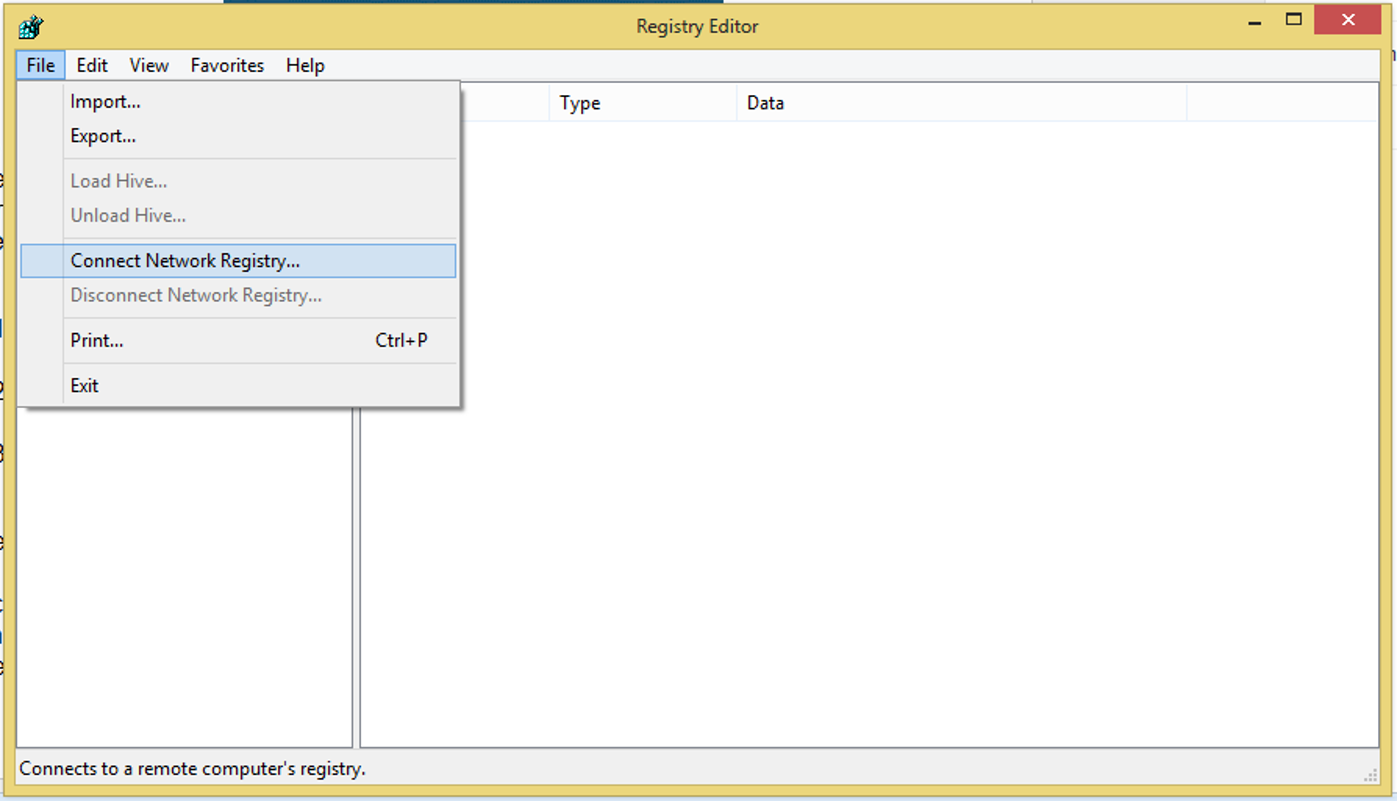 Registry Editor
File Edit View Favorites Help
Type Data
Import...
Export...
Load Hive...
Unload Hive...
Connect Network Registry...
Disconnect Network Registry...
Print... Ctrl+P
Exit
Connects to a remote computer's registry.